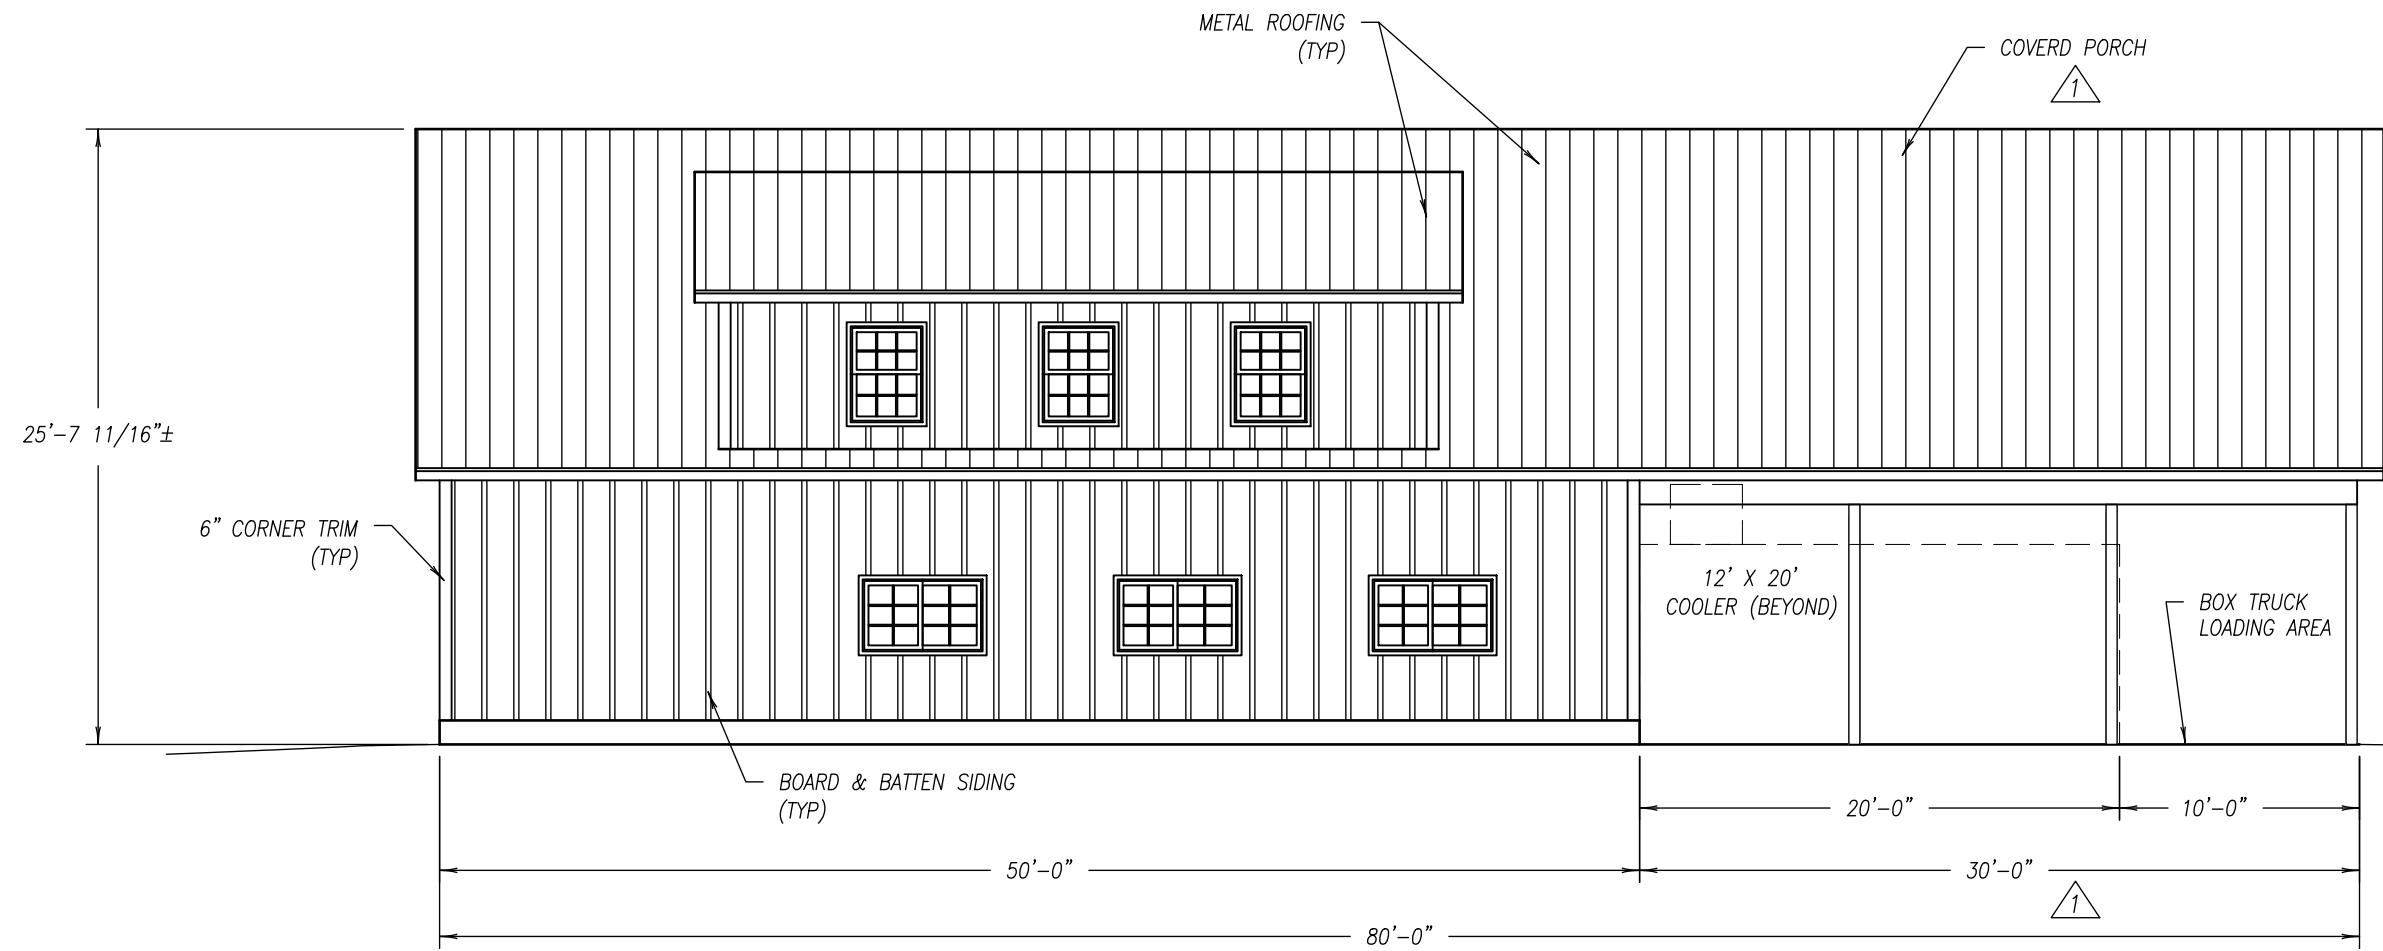 METAL ROOFING
(TYP)
COVERD PORCH
1
25'-7 11/16"±
6" CORNER TRIM
(TYP)
12' X 20'
COOLER (BEYOND)
BOX TRUCK
LOADING AREA
BOARD & BATTEN SIDING
(TYP)
20'-0"
10'-0"
50'-0"
30'-0"
1
80'-0"